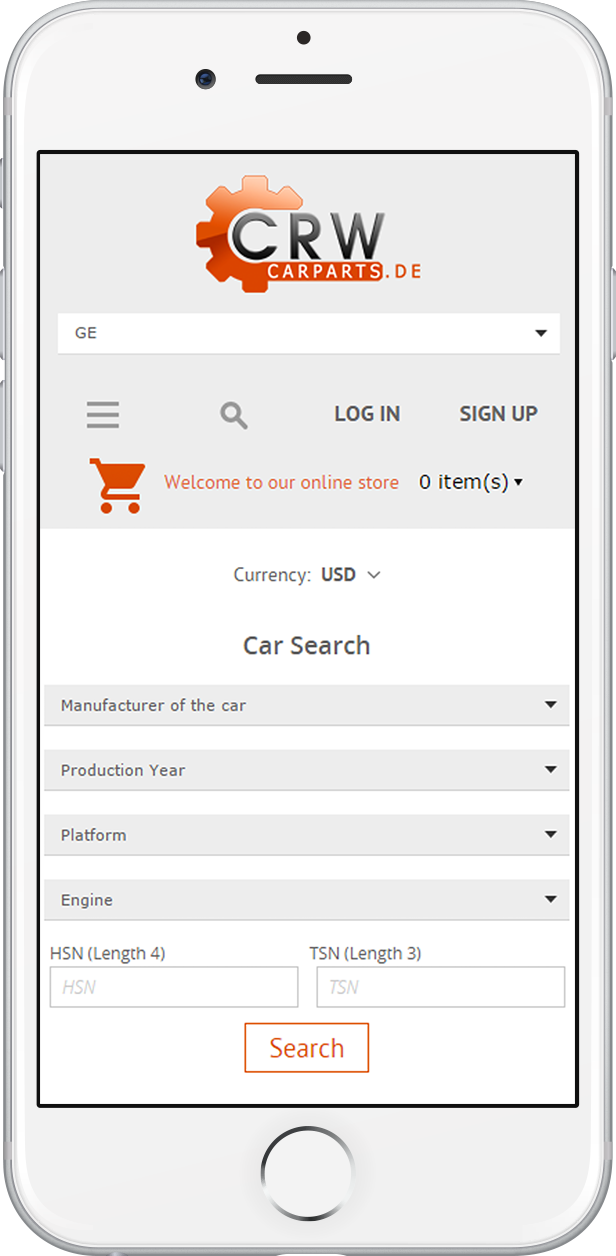 CRW
CARPARTS.DE
GE
LOG IN SIGN UP
Welcome to our online store 0 item(s)
Currency: USD
Car Search
Manufacturer of the car
Production Year
Platform
Engine
HSN (Length 4) TSN (Length 3)
HSN TSN
Search